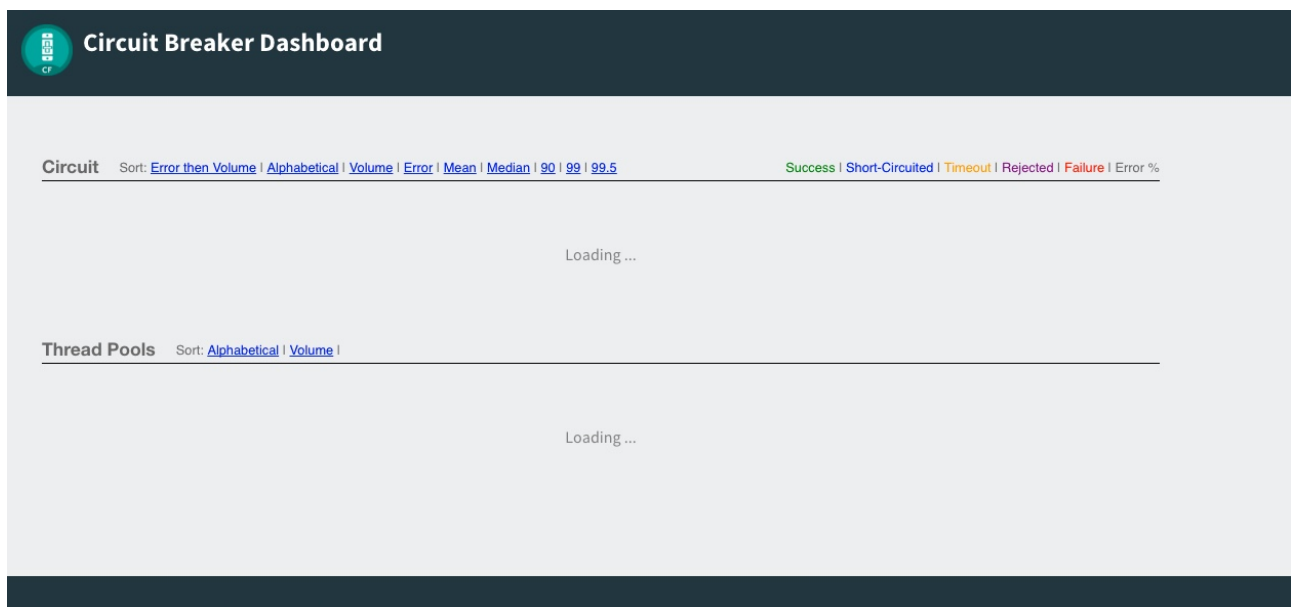 CF
Circuit Breaker Dashboard
Circuit Sort: Error then Volume | Alphabetical | Volume | Error | Mean | Median | 90 | 99 | 99.5 Success | Short-Circuited | Timeout | Rejected | Failure | Error %
Loading ...
Thread Pools Sort: Alphabetical | Volume |
Loading ...